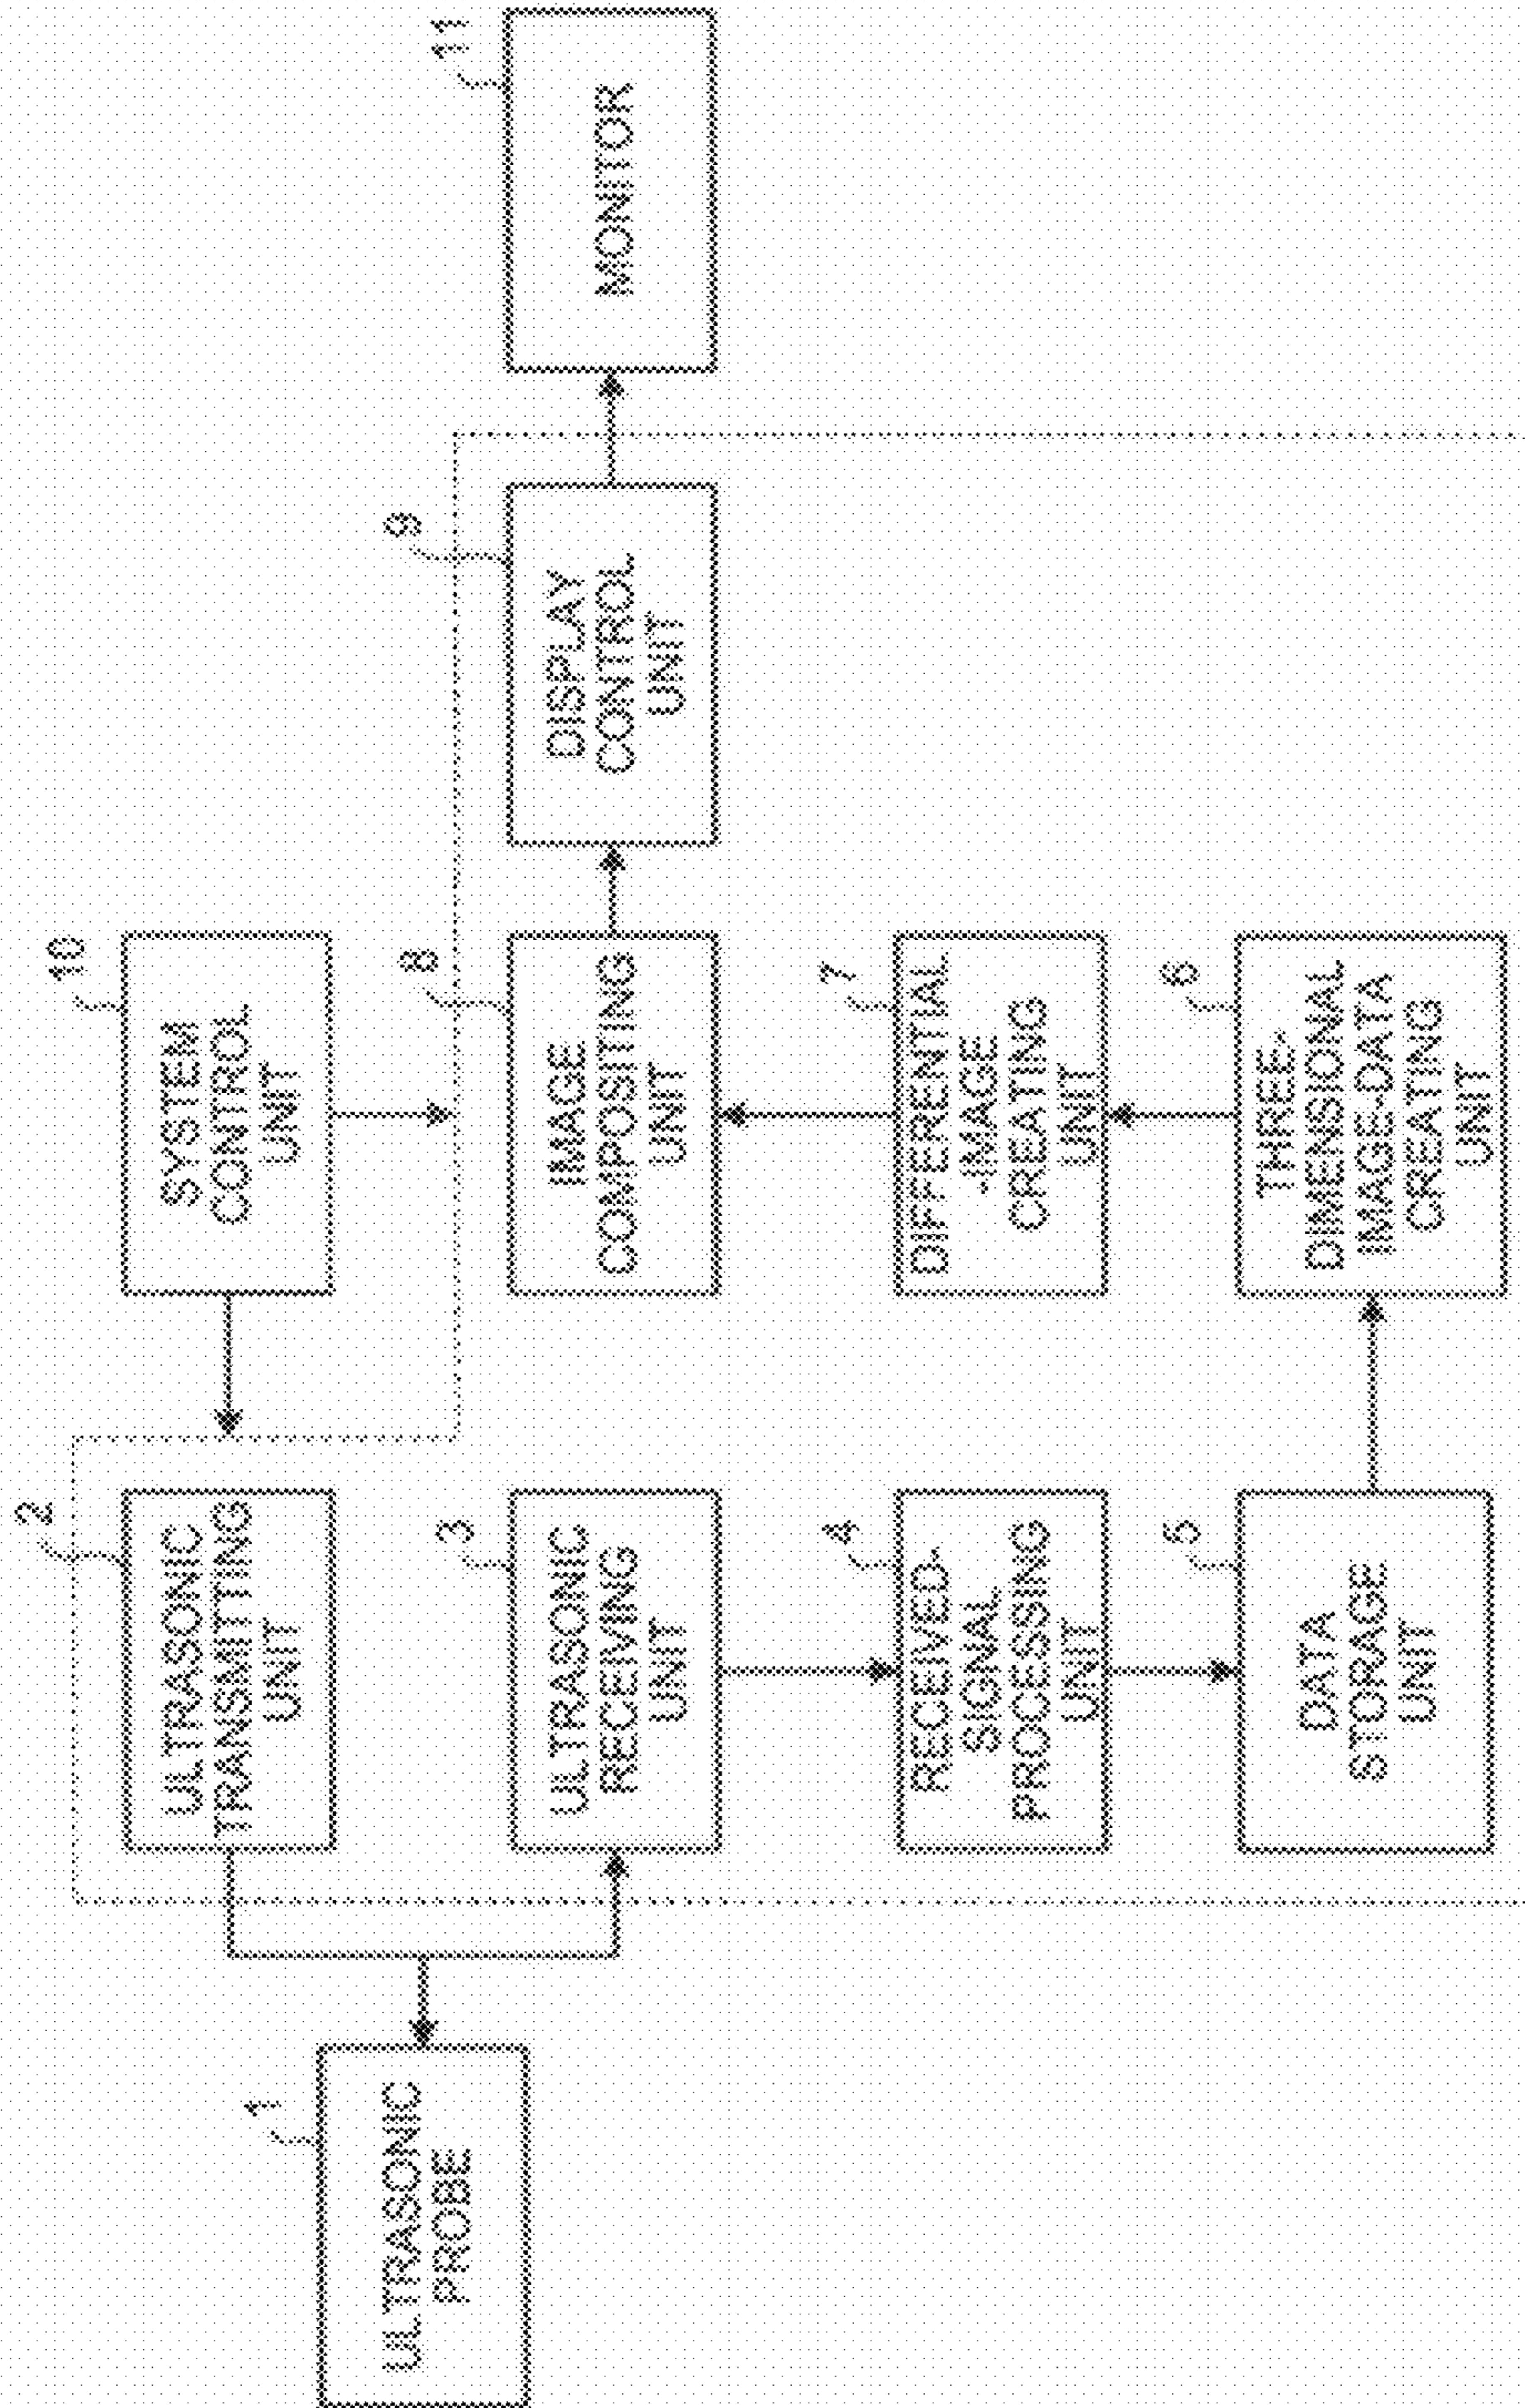 1
ULTRASONIC
PROBE
2
ULTRASONIC
TRANSMITTING
UNIT
3
ULTRASONIC
RECEIVING
UNIT
4
RECEIVED-
SIGNAL
PROCESSING
UNIT
5
DATA
STORAGE
UNIT
10
SYSTEM
CONTROL
UNIT
8
IMAGE
COMPOSITING
UNIT
7
DIFFERENTIAL
-IMAGE
CREATING
UNIT
6
THREE-
DIMENSIONAL
IMAGE-DATA
CREATING
UNIT
9
DISPLAY
CONTROL
UNIT
11
MONITOR